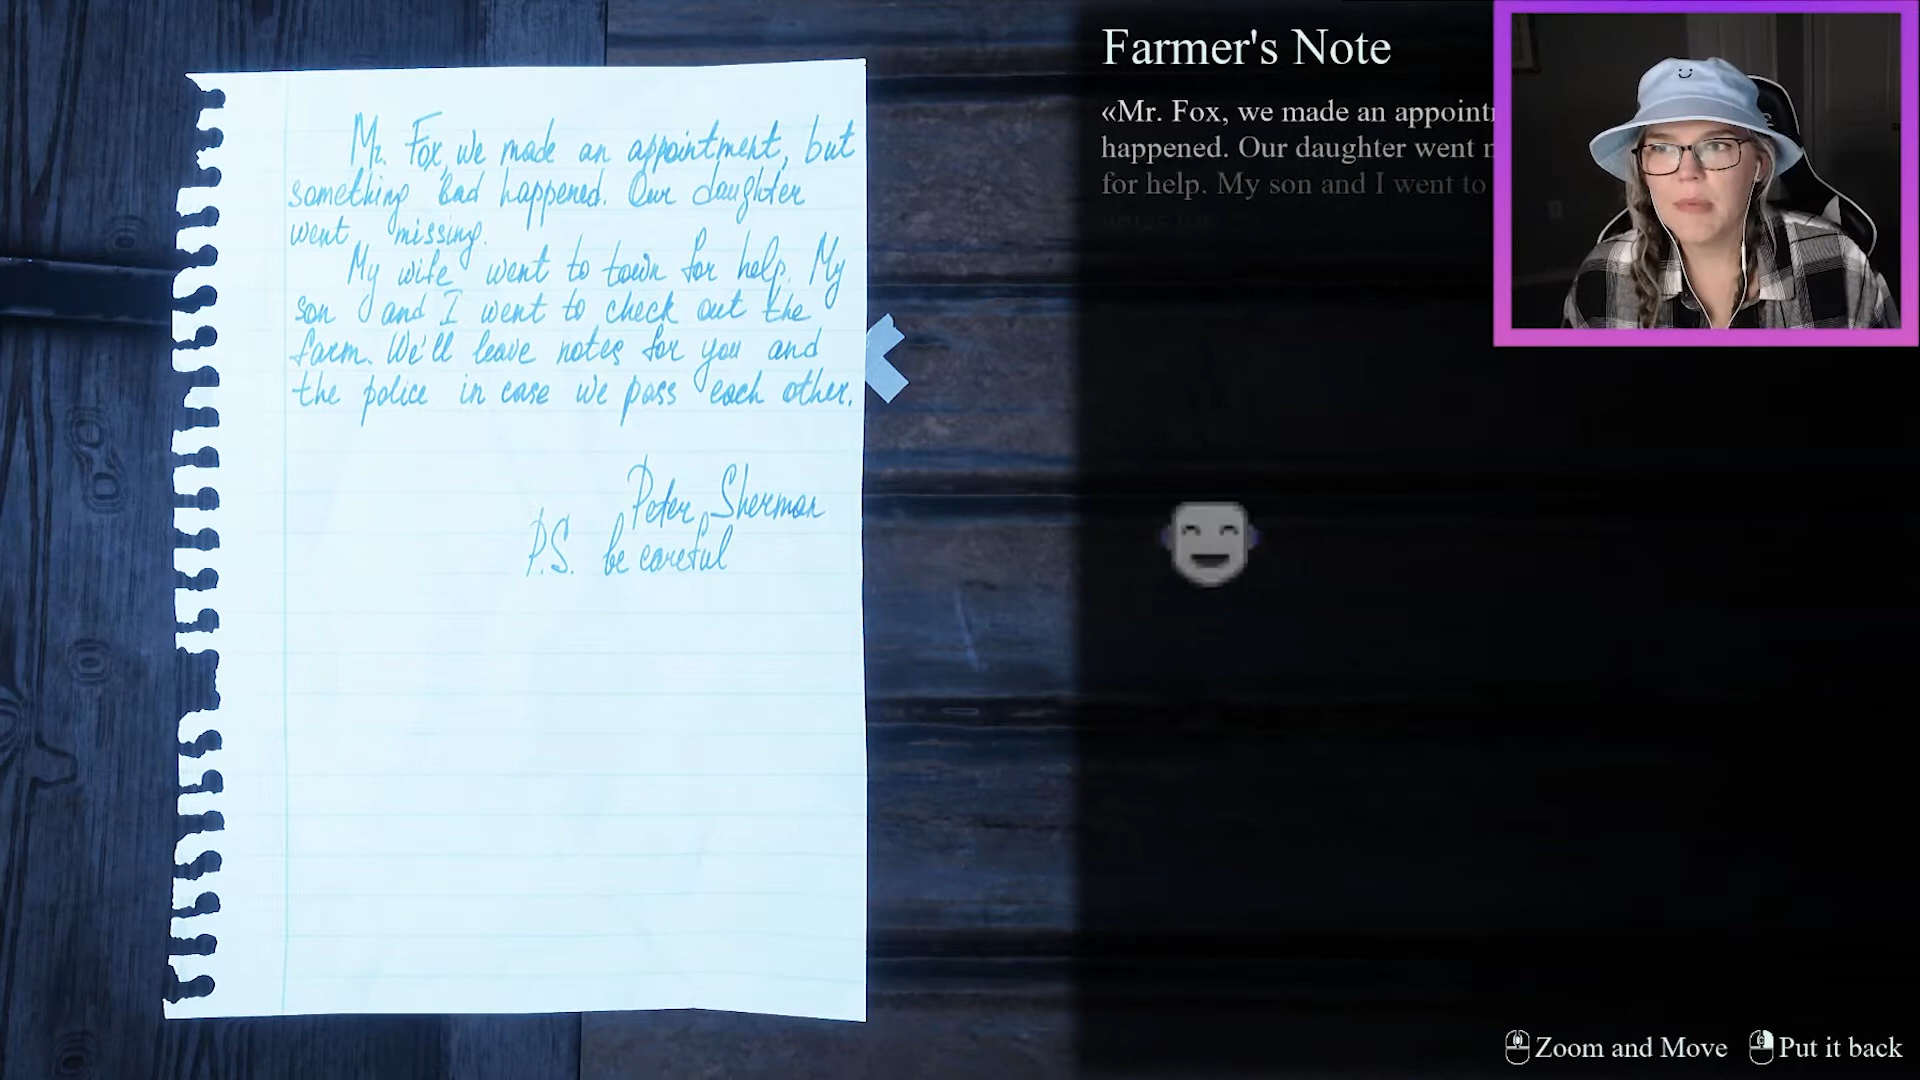 Mr. Fox, we made an appointment, but
something bad happened. Our daughter
went missing.
My wife went to town for help. My
son and I went to check out the
farm. We'll leave notes for you and
the police in case we pass each other.
Peter Sherman
P.S. be careful
Farmer's Note
«Mr. Fox, we made an appoint
happened. Our daughter went
for help. My son and I went to
Zoom and Move
Put it back